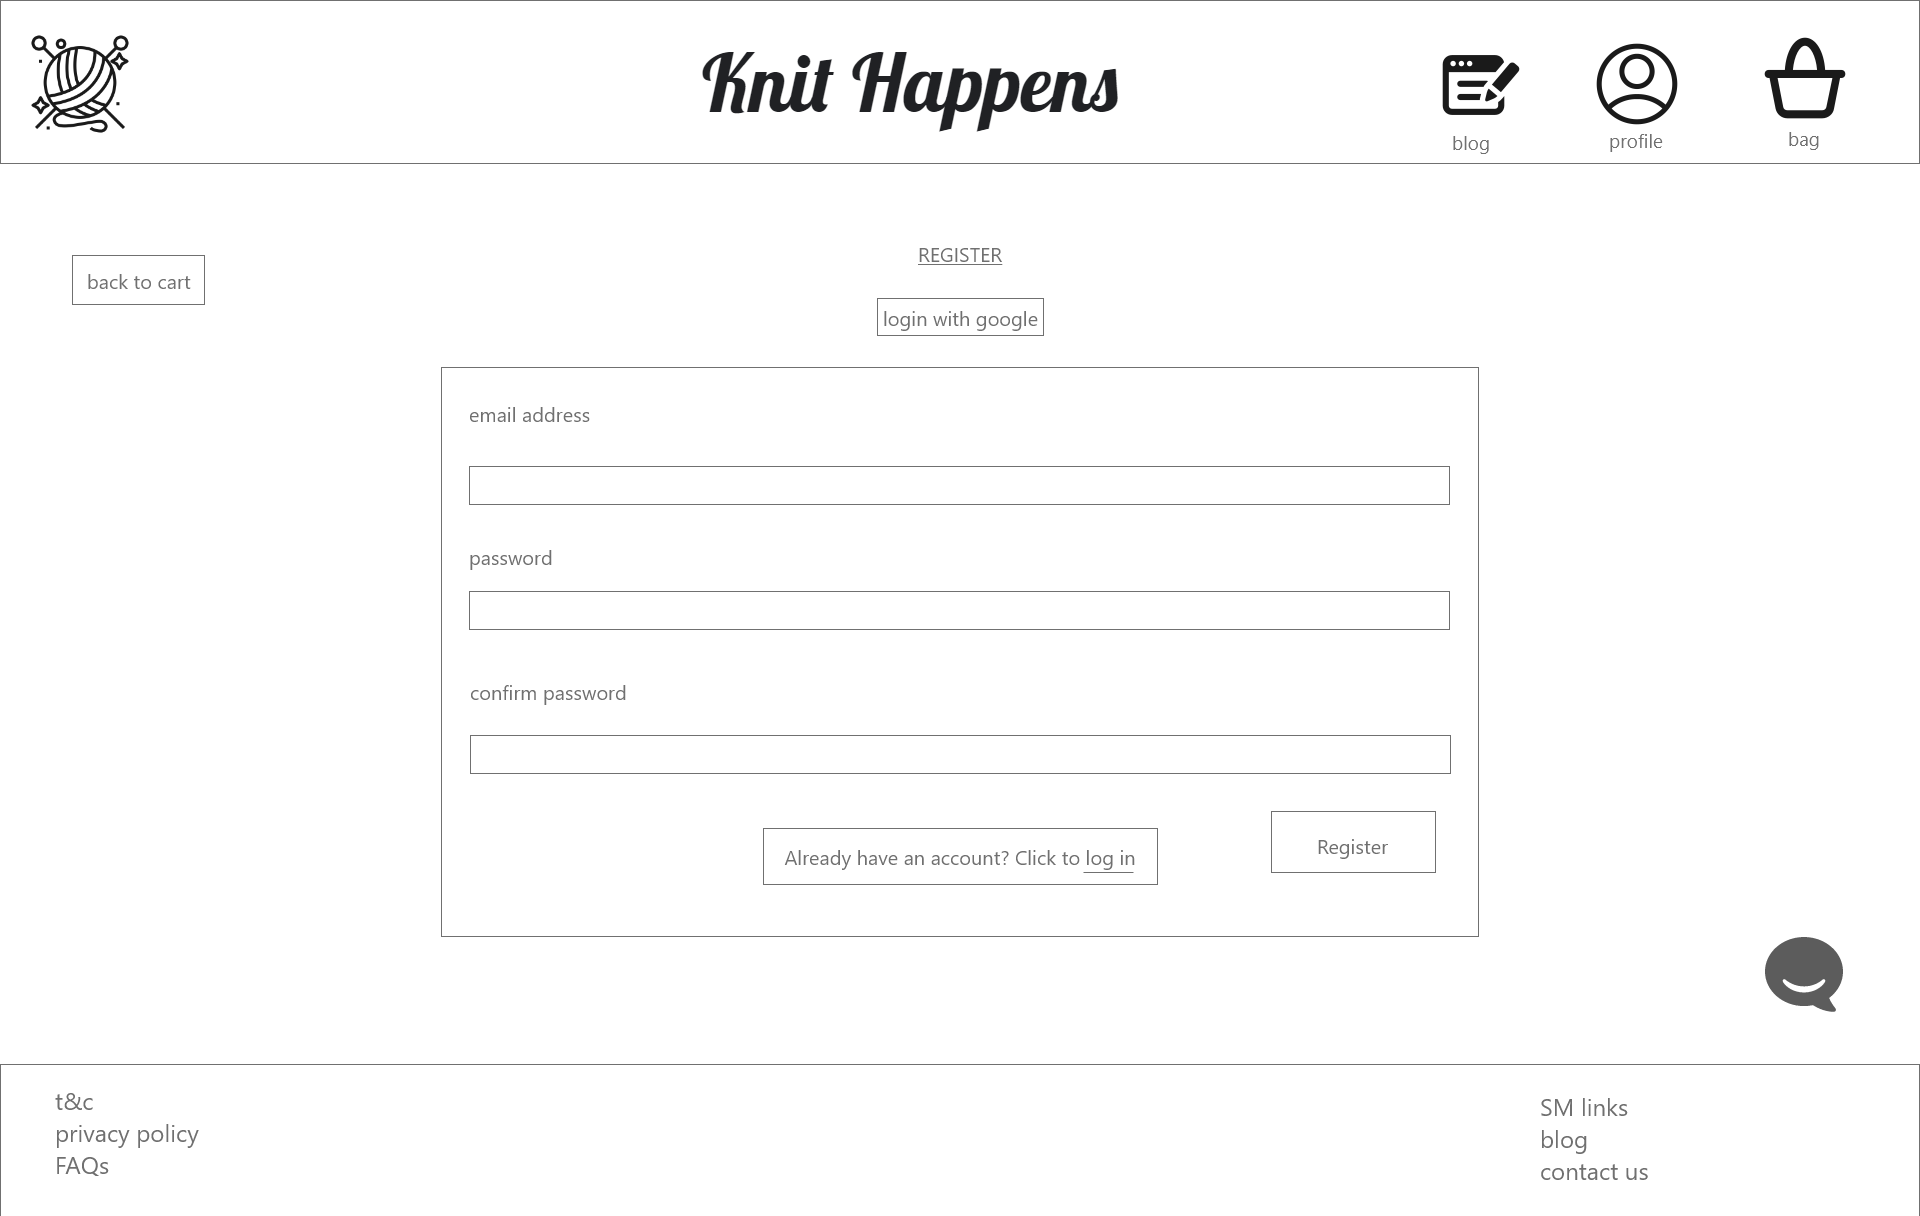 Knit Happens
blog
profile
bag
back to cart
REGISTER
login with google
email address
password
confirm password
Already have an account? Click to log in
Register
t&c
privacy policy
FAQs
SM links
blog
contact us